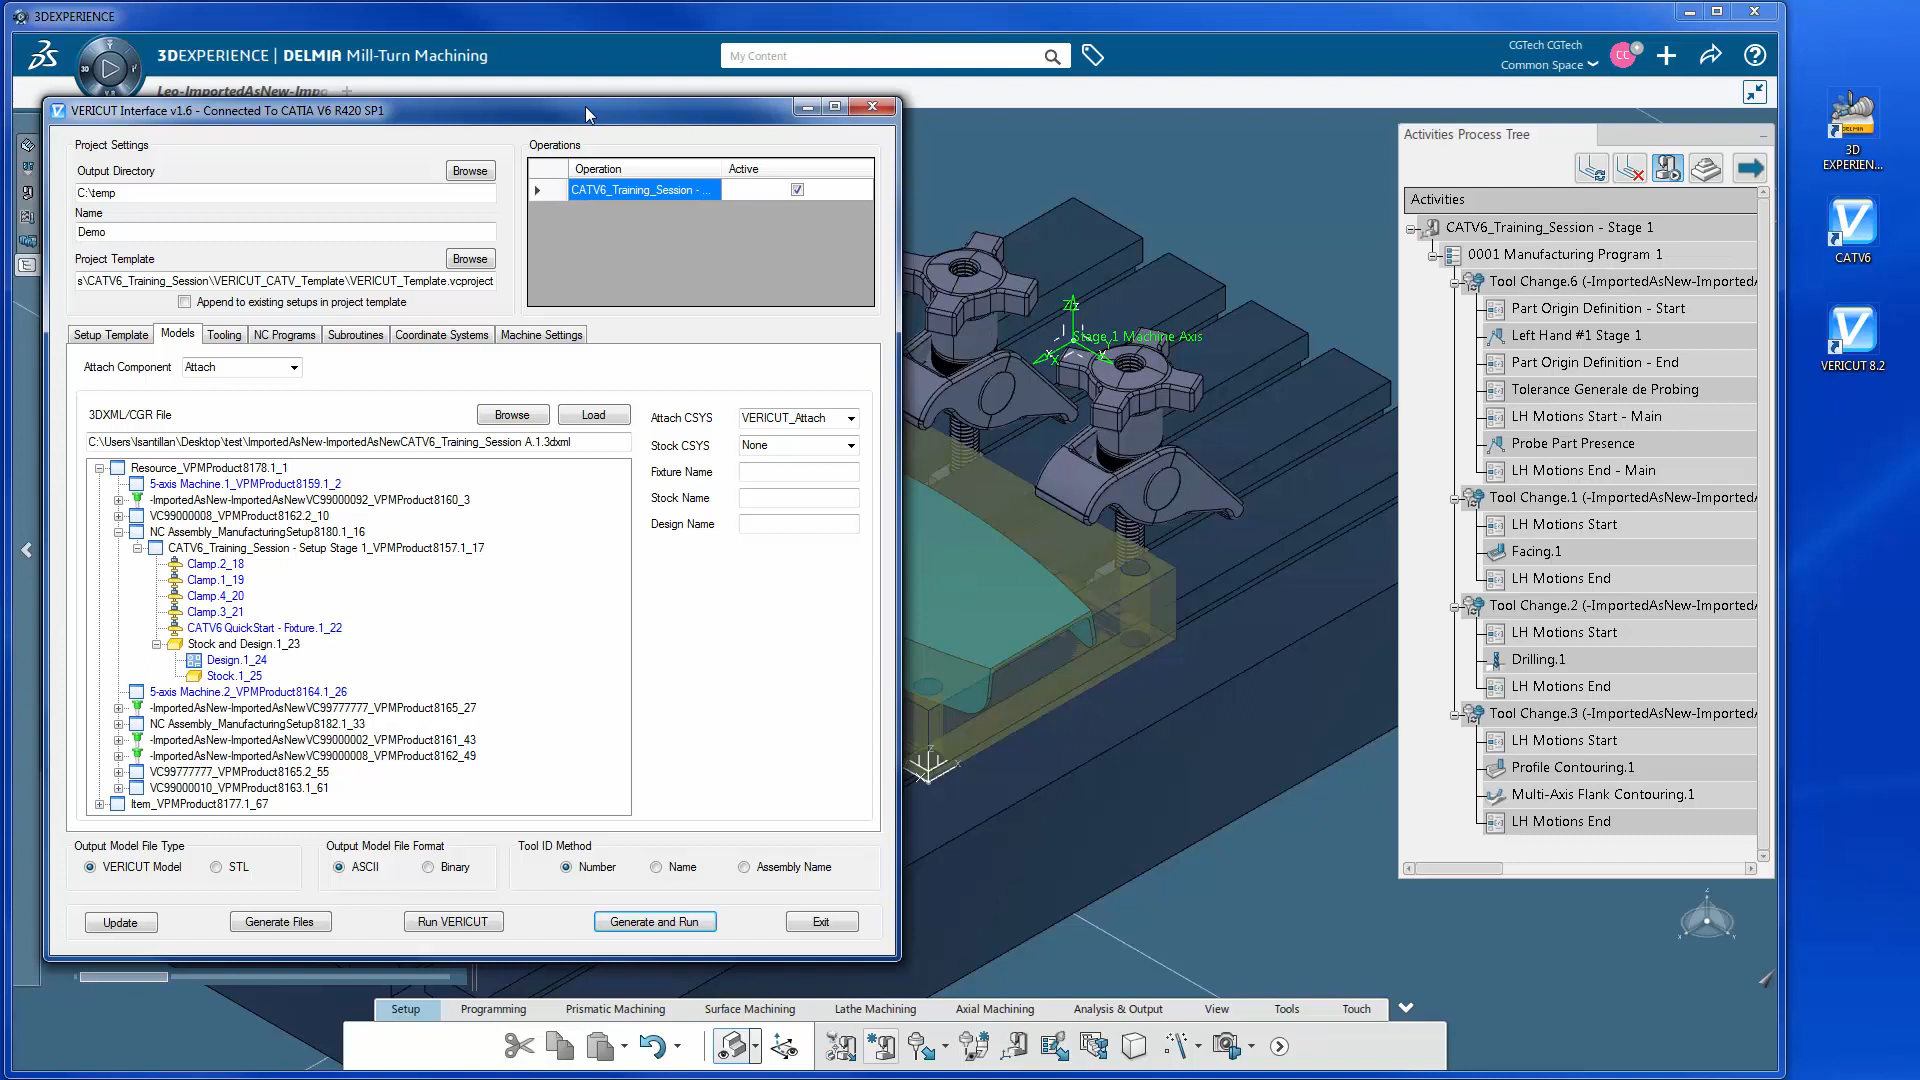 3DEXPERIENCE
3DEXPERIENCE | DELMIA Mill-Turn Machining
My Content
CGTech CGTech
Common Space
CC
3D
Leo-ImportedAsNew-Impo
VERICUT Interface v1.6 - Connected To CATIA V6 R420 SP1
Project Settings
Output Directory
Browse
C:\temp
Name
Demo
Project Template
Browse
s\CATV6_Training_Session\VERICUT_CATV_Template\VERICUT_Template.vcproject
Append to existing setups in project template
Operations
Operation Active
CATV6_Training_Session - ...
Setup Template Models Tooling NC Programs Subroutines Coordinate Systems Machine Settings
Attach Component Attach
3DXML/CGR File Browse Load
C:\Users\lsantillan\Desktop\test\ImportedAsNew-ImportedAsNewCATV6_Training_Session A.1.3dxml
Attach CSYS VERICUT_Attach
Stock CSYS None
Fixture Name
Stock Name
Design Name
Resource_VPMProduct8178.1_1
5-axis Machine.1_VPMProduct8159.1_2
-ImportedAsNew-ImportedAsNewVC99000092_VPMProduct8160_3
VC99000008_VPMProduct8162.2_10
NC Assembly_ManufacturingSetup8180.1_16
CATV6_Training_Session - Setup Stage 1_VPMProduct8157.1_17
Clamp.2_18
Clamp.1_19
Clamp.4_20
Clamp.3_21
CATV6 QuickStart - Fixture.1_22
Stock and Design.1_23
Design.1_24
Stock.1_25
5-axis Machine.2_VPMProduct8164.1_26
-ImportedAsNew-ImportedAsNewVC99777777_VPMProduct8165_27
NC Assembly_ManufacturingSetup8182.1_33
-ImportedAsNew-ImportedAsNewVC99000002_VPMProduct8161_43
-ImportedAsNew-ImportedAsNewVC99000008_VPMProduct8162_49
VC99777777_VPMProduct8165.2_55
VC99000010_VPMProduct8163.1_61
Item_VPMProduct8177.1_67
Output Model File Type
VERICUT Model STL
Output Model File Format
ASCII Binary
Tool ID Method
Number Name Assembly Name
Update Generate Files Run VERICUT Generate and Run Exit
Stage 1 Machine Axis
Activities Process Tree
Activities
CATV6_Training_Session - Stage 1
0001 Manufacturing Program 1
Tool Change.6 (-ImportedAsNew-Imported
Part Origin Definition - Start
Left Hand #1 Stage 1
Part Origin Definition - End
Tolerance Generale de Probing
LH Motions Start - Main
Probe Part Presence
LH Motions End - Main
Tool Change.1 (-ImportedAsNew-Imported
LH Motions Start
Facing.1
LH Motions End
Tool Change.2 (-ImportedAsNew-Imported
LH Motions Start
Drilling.1
LH Motions End
Tool Change.3 (-ImportedAsNew-Imported
LH Motions Start
Profile Contouring.1
Multi-Axis Flank Contouring.1
LH Motions End
Setup Programming Prismatic Machining Surface Machining Lathe Machining Axial Machining Analysis & Output View Tools Touch
3D
EXPERIEN...
CATV6
VERICUT 8.2